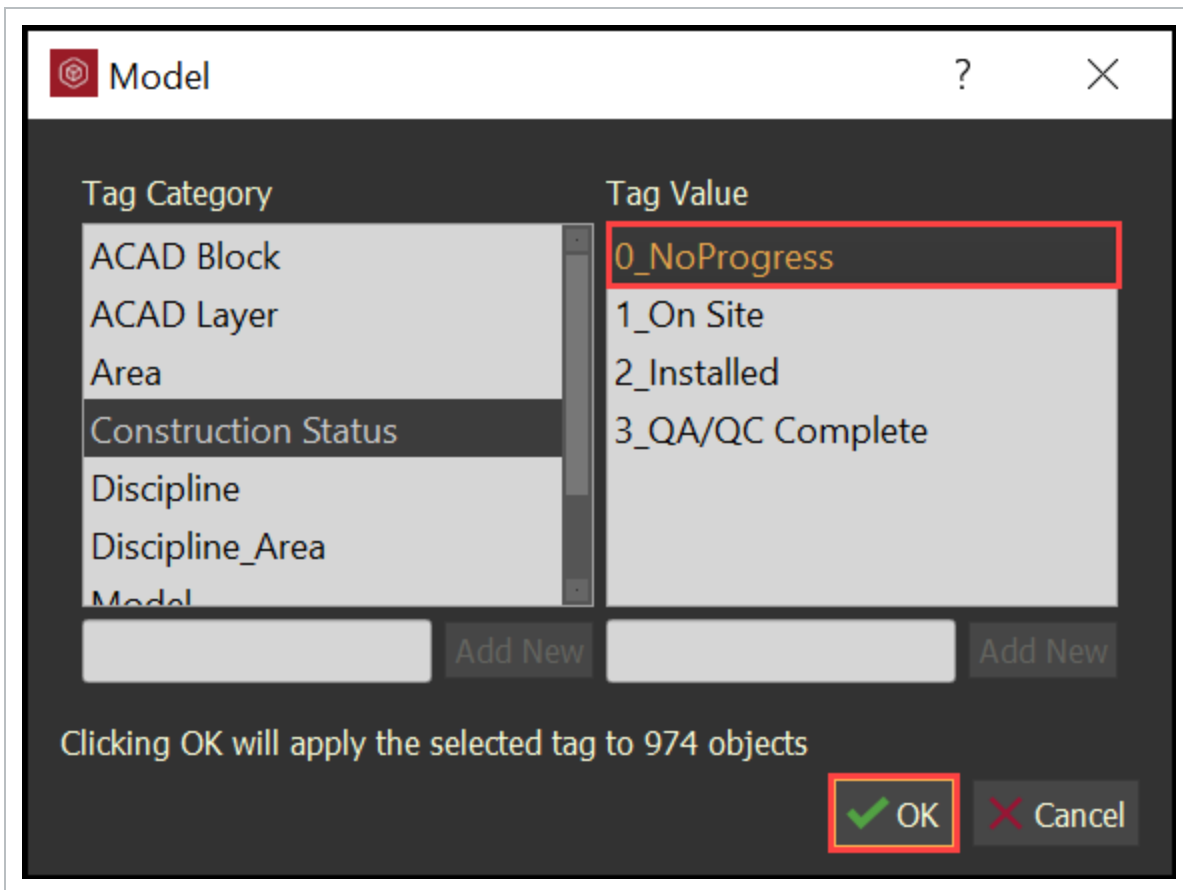 Model
?
Tag Category
Tag Value
ACAD Block
ACAD Layer
Area
Construction Status
Discipline
Discipline_Area
Model
0_NoProgress
1_On Site
2_Installed
3_QA/QC Complete
Add New
Add New
Clicking OK will apply the selected tag to 974 objects
OK
Cancel